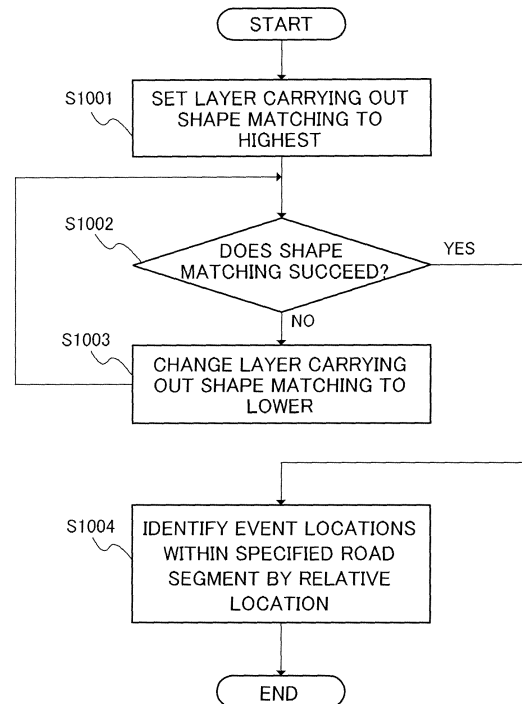 START
S1001
SET LAYER CARRYING OUT
SHAPE MATCHING TO
HIGHEST
S1002
DOES SHAPE
MATCHING SUCCEED?
YES
NO
S1003
CHANGE LAYER CARRYING
OUT SHAPE MATCHING TO
LOWER
S1004
IDENTIFY EVENT LOCATIONS
WITHIN SPECIFIED ROAD
SEGMENT BY RELATIVE
LOCATION
END